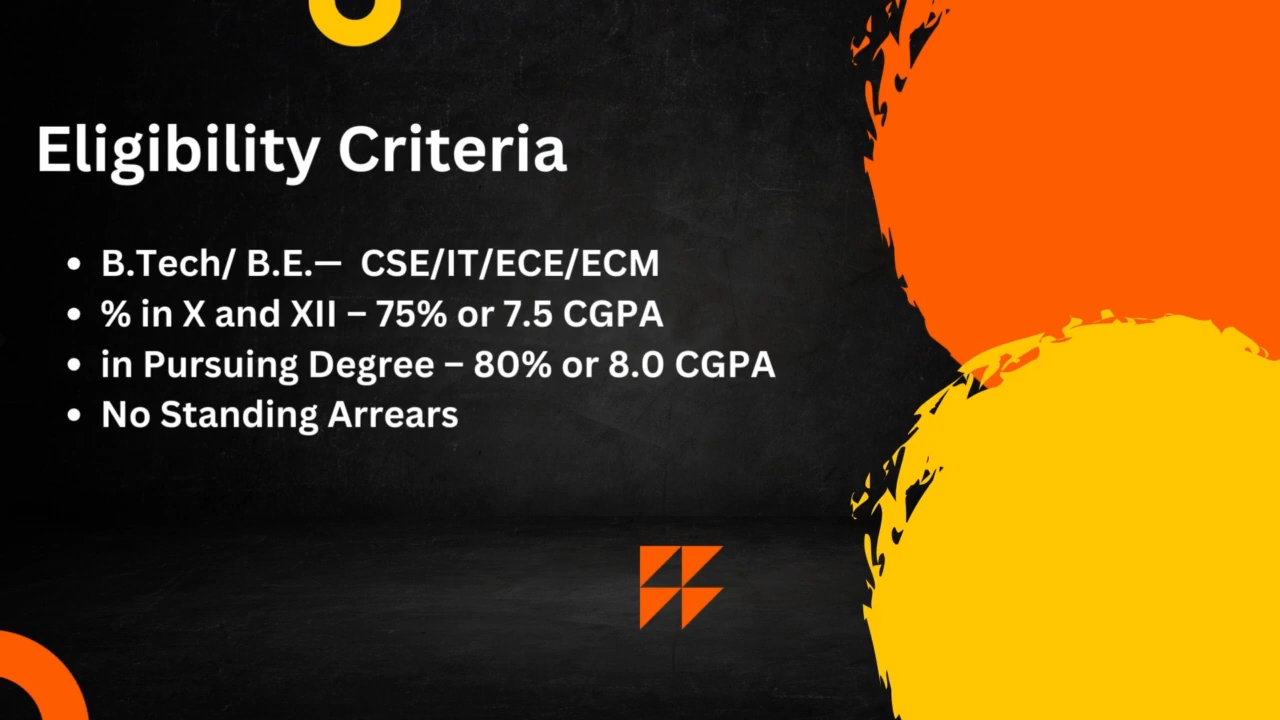 Eligibility Criteria
• B.Tech/ B.E.— CSE/IT/ECE/ECM
• % in X and XII – 75% or 7.5 CGPA
• in Pursuing Degree – 80% or 8.0 CGPA
• No Standing Arrears